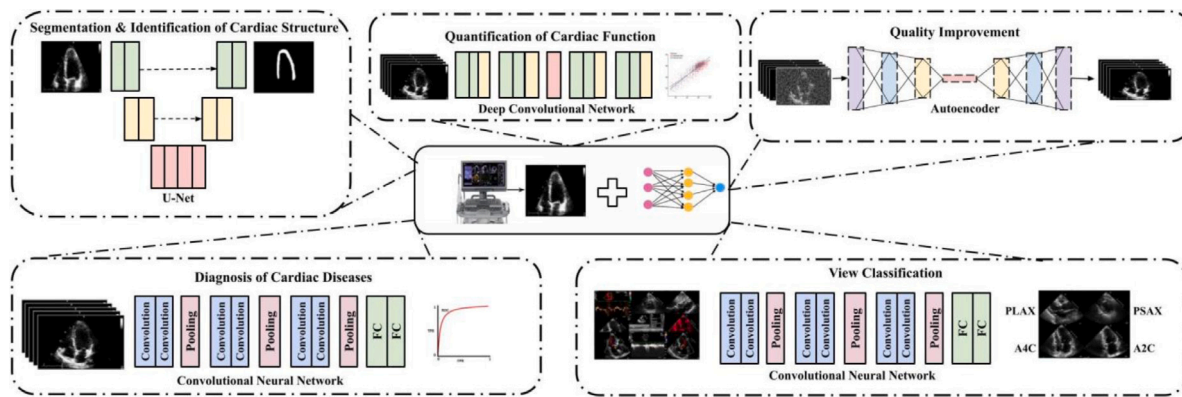 Segmentation & Identification of Cardiac Structure
U-Net
Quantification of Cardiac Function
Deep Convolutional Network
Quality Improvement
Autoencoder
Diagnosis of Cardiac Diseases
Convolution
Convolution
Pooling
Convolution
Convolution
Pooling
Convolution
Convolution
Pooling
FC
FC
Convolutional Neural Network
View Classification
Convolution
Convolution
Pooling
Convolution
Convolution
Pooling
Convolution
Convolution
Pooling
FC
FC
PLAX
PSAX
A4C
A2C
Convolutional Neural Network